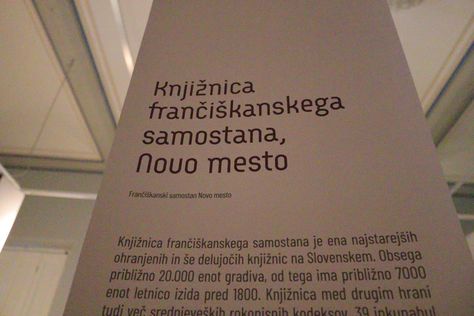 Knjižnica
frančiškanskega
samostana,
Novo mesto
Frančiškanski samostan Novo mesto
Knjižnica frančiškanskega samostana je ena najstarejših
ohranjenih in še delujočih knjižnic na Slovenskem. Obsega
približno 20.000 enot gradiva, od tega ima približno 7000
enot letnico izida pred 1800. Knjižnica med drugim hrani
tudi več srednjeveških rokopisnih kodeksov, 39 inkunabul